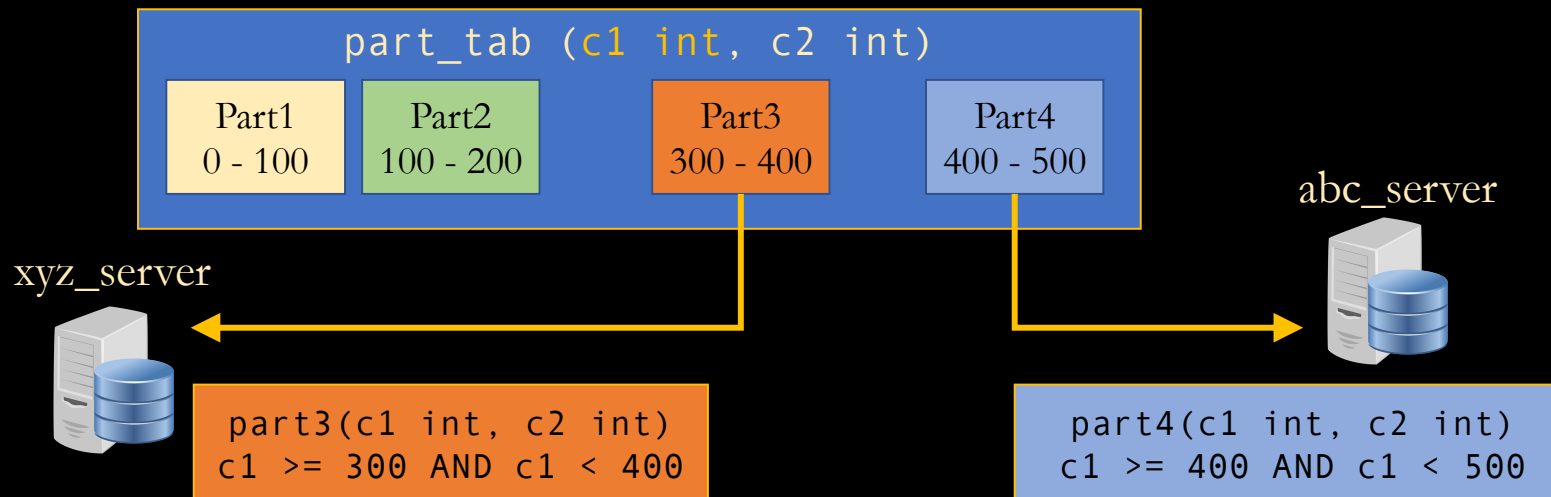 part_tab (c1 int, c2 int)
Part1
0 - 100
Part2
100 - 200
Part3
300 - 400
Part4
400 - 500
abc_server
xyz_server
part3(c1 int, c2 int)
c1 >= 300 AND c1 < 400
part4(c1 int, c2 int)
c1 >= 400 AND c1 < 500